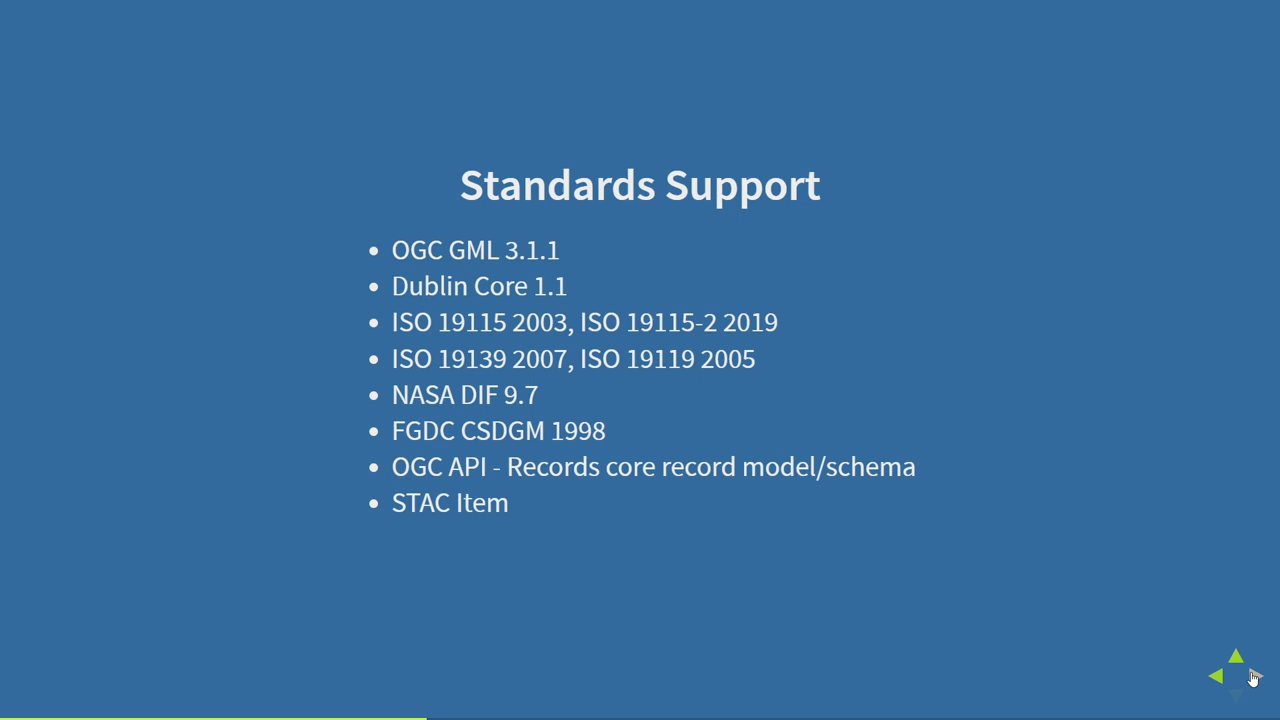 Standards Support
• OGC GML 3.1.1
• Dublin Core 1.1
• ISO 19115 2003, ISO 19115-2 2019
• ISO 19139 2007, ISO 19119 2005
• NASA DIF 9.7
• FGDC CSDGM 1998
• OGC API - Records core record model/schema
• STAC Item